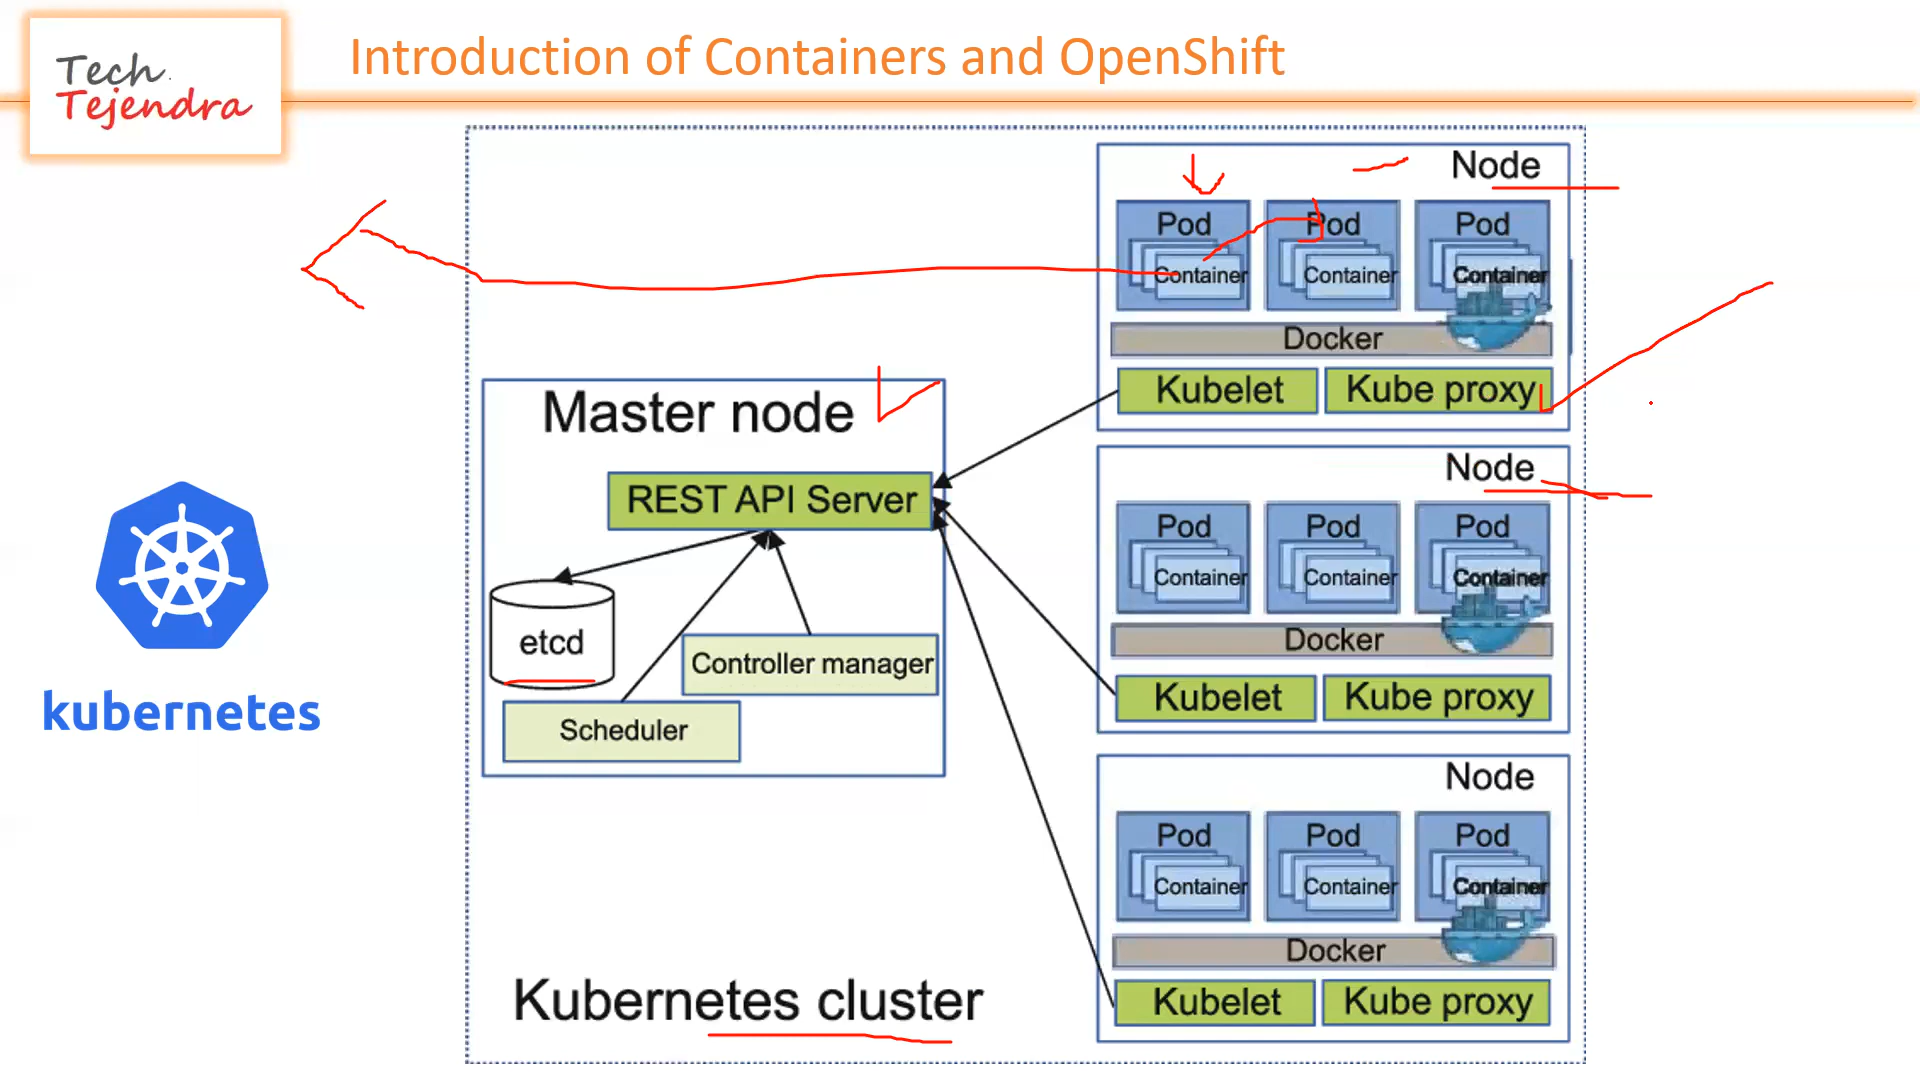 Tech
Tejendra
Introduction of Containers and OpenShift
kubernetes
Master node
REST API Server
etcd
Controller manager
Scheduler
Kubernetes cluster
Node
Pod Pod Pod
Container Container Container
Docker
Kubelet Kube proxy
Node
Pod Pod Pod
Container Container Container
Docker
Kubelet Kube proxy
Node
Pod Pod Pod
Container Container Container
Docker
Kubelet Kube proxy